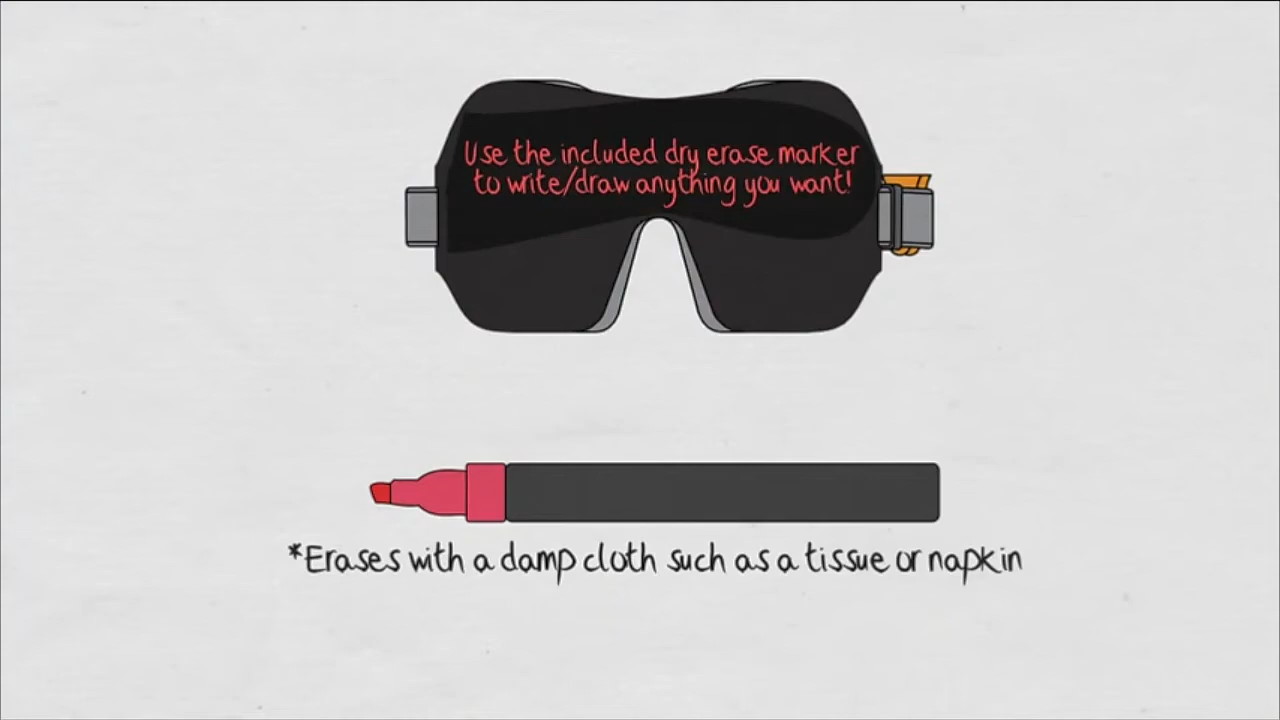 Use the included dry erase marker
to write/draw anything you want!
*Erases with a damp cloth such as a tissue or napkin